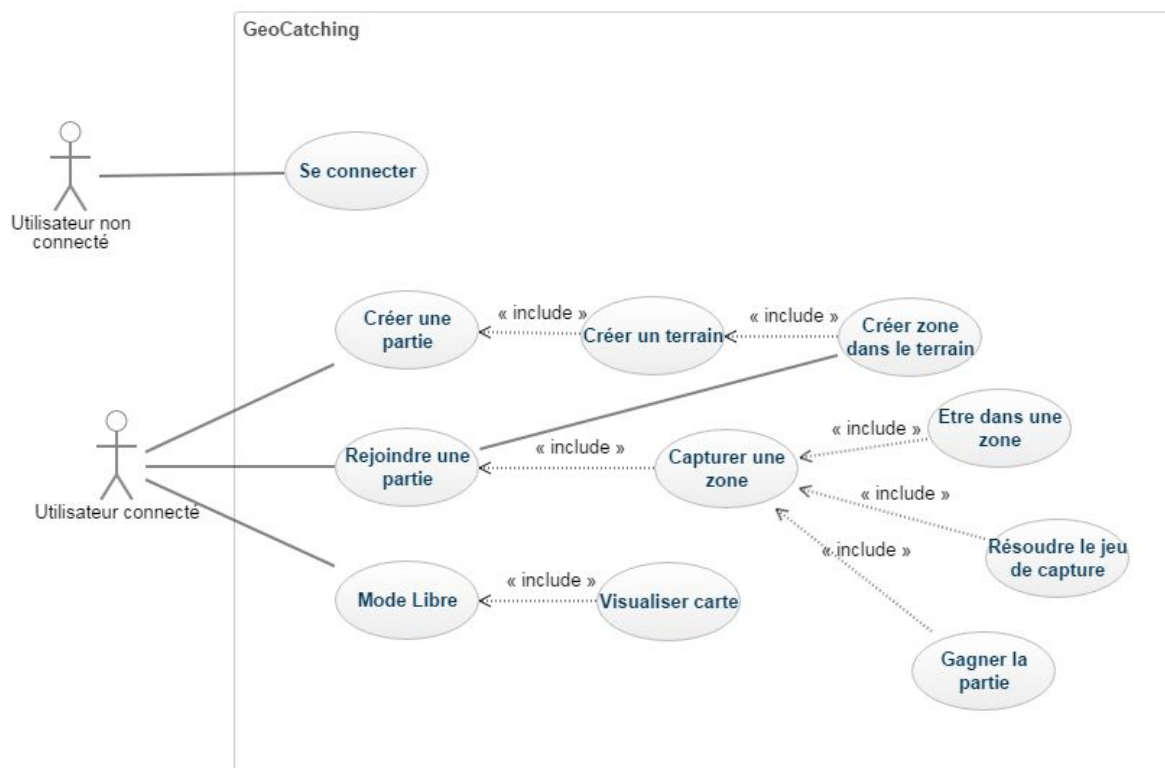 GeoCatching
Se connecter
Utilisateur non
connecté
Créer une
partie
« include »
Créer un terrain
« include »
Créer zone
dans le terrain
Utilisateur connecté
Rejoindre une
partie
« include »
Capturer une
zone
« include »
Etre dans une
zone
« include »
Résoudre le jeu
de capture
« include »
Gagner la
partie
Mode Libre
« include »
Visualiser carte